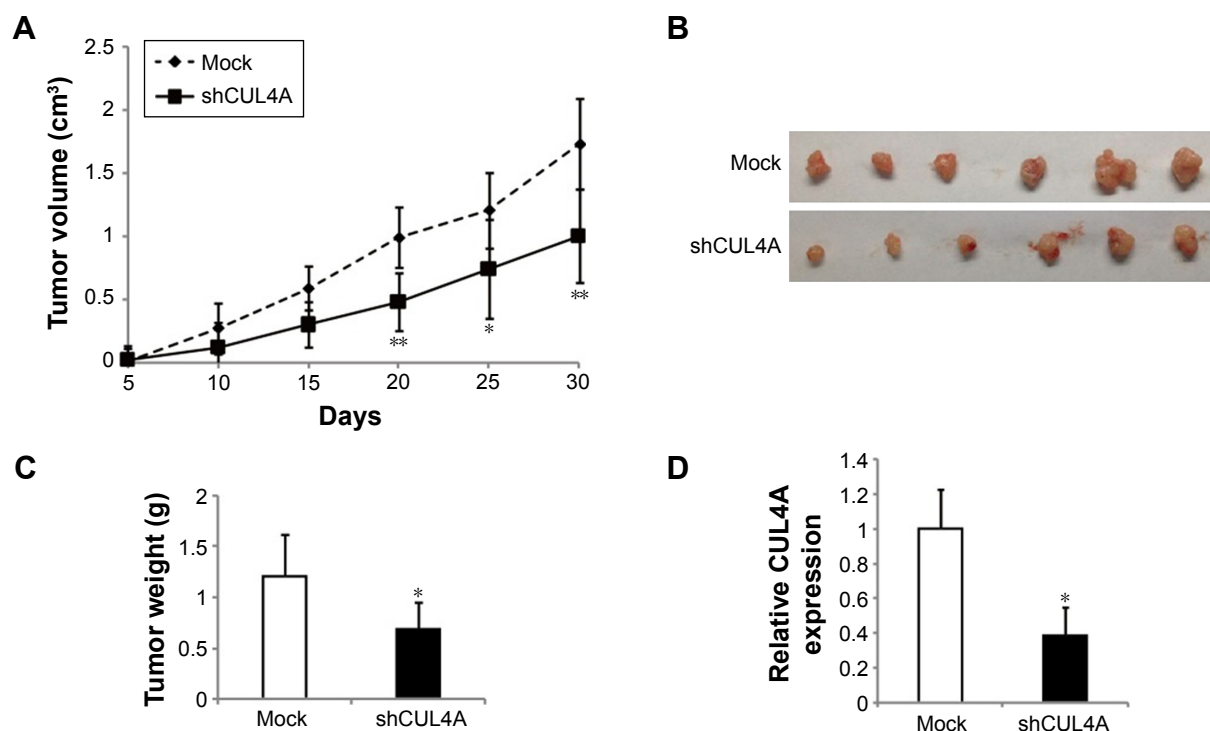 A
Tumor volume (cm³)
2.5
2
1.5
1
0.5
0
Mock
shCUL4A
**
*
**
5 10 15 20 25 30
Days
B
Mock
shCUL4A
C
Tumor weight (g)
2
1.5
1
0.5
0
*
Mock shCUL4A
D
Relative CUL4A
expression
1.4
1.2
1
0.8
0.6
0.4
0.2
0
*
Mock shCUL4A